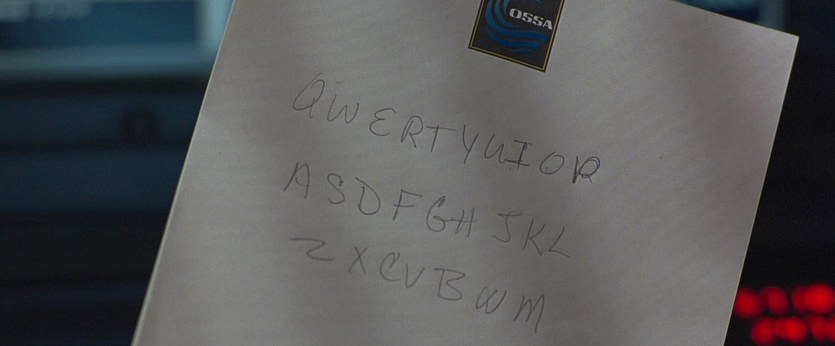 OSSA
QWERTYUIOR
ASDFGHJKL
ZXCVBWM